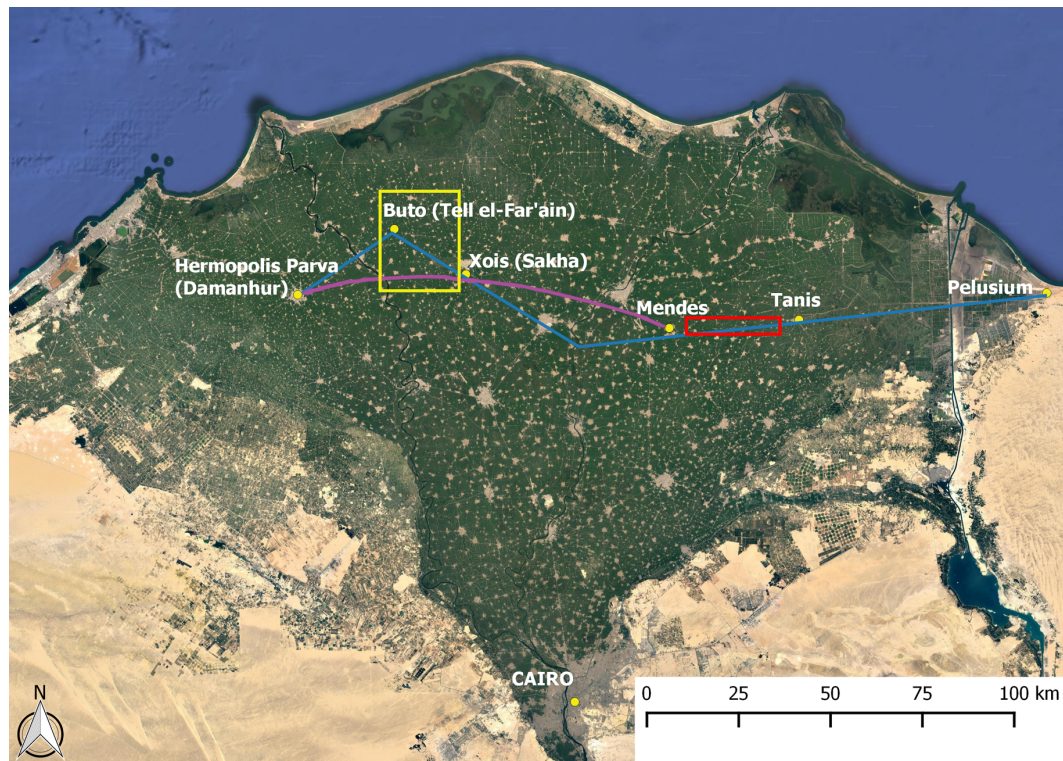 Buto (Tell el-Far'ain)
Hermopolis Parva
(Damanhur)
Xois (Sakha)
Mendes
Tanis
Pelusium
CAIRO
N
0 25 50 75 100 km